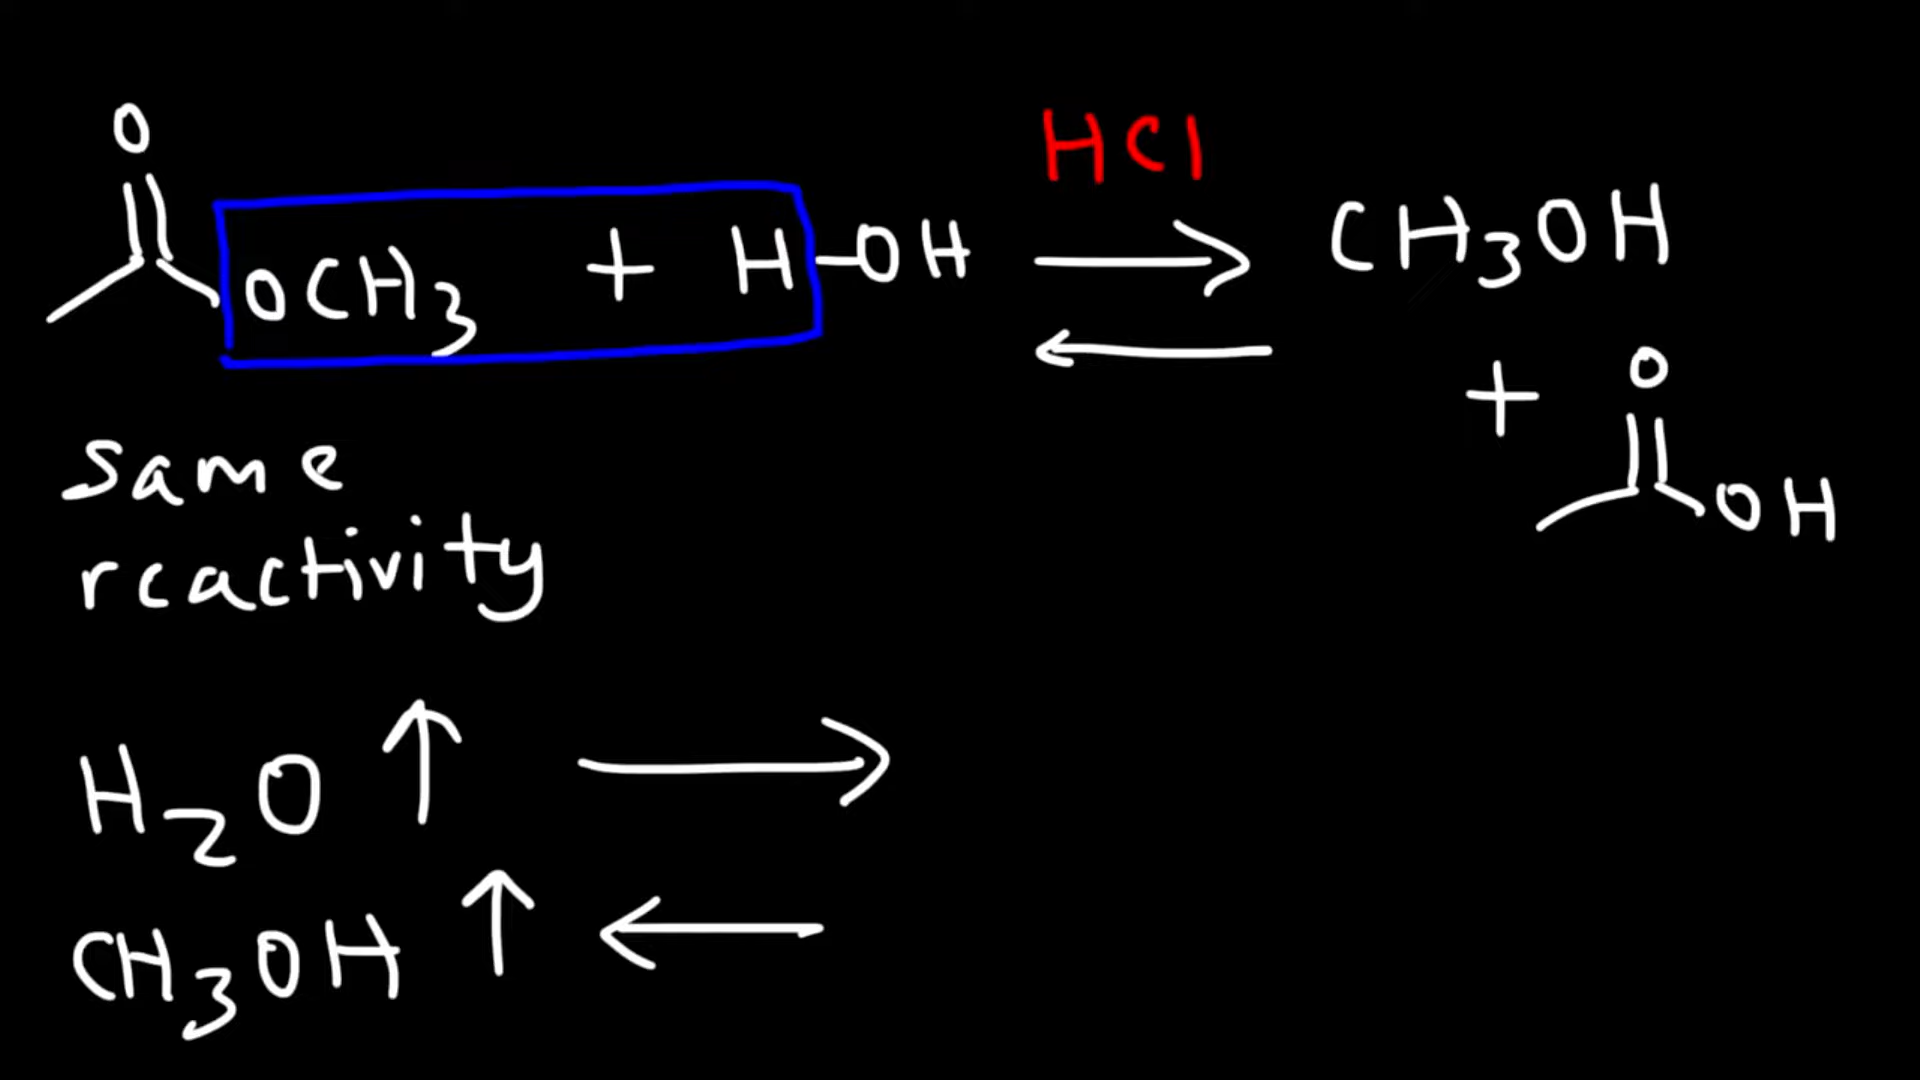 O
OCH3 + H-OH HCl ⇌ CH3OH
+ O
OH
same
reactivity
H2O ↑ →
CH3OH ↑ ←